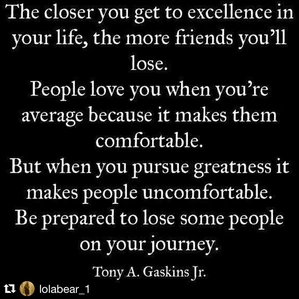 The closer you get to excellence in
your life, the more friends you'll
lose.
People love you when you're
average because it makes them
comfortable.
But when you pursue greatness it
makes people uncomfortable.
Be prepared to lose some people
on your journey.
Tony A. Gaskins Jr.
lolabear_1